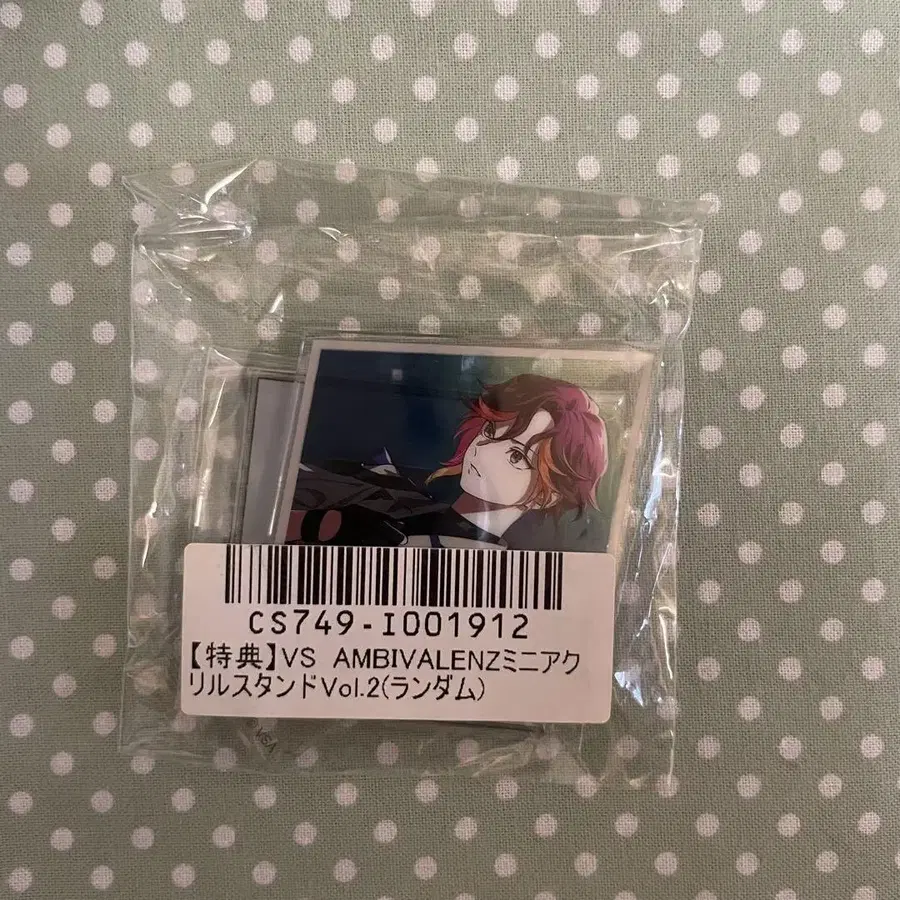 CS749-I001912
【特典】VS AMBIVALENZミニアク
リルスタンドVol.2(ランダム)
VSA